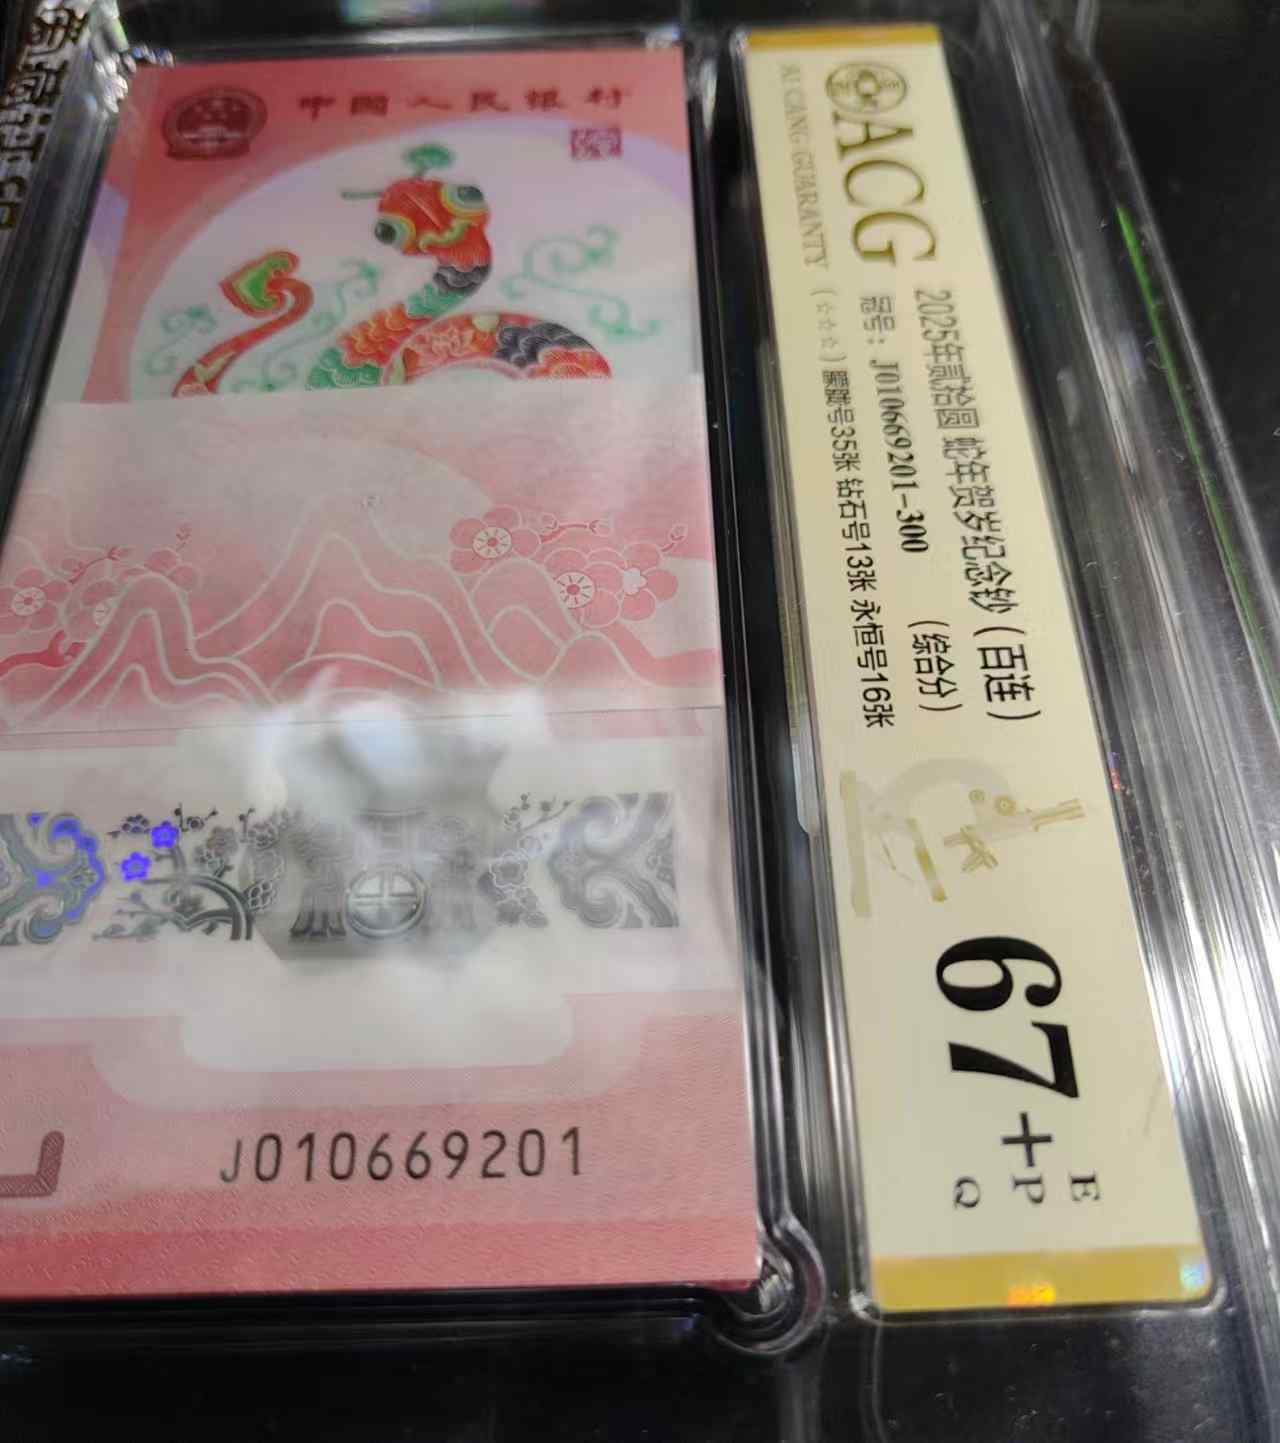 中国人民银行
J010669201
ACG
AI CANG GUARANTY
2025年贰拾圆 蛇年贺岁纪念钞（百连）
冠号：J010669201-300 （综合分）
（☆☆☆）豹号35张 钻石号13张 永恒号16张
67+
E
P
Q